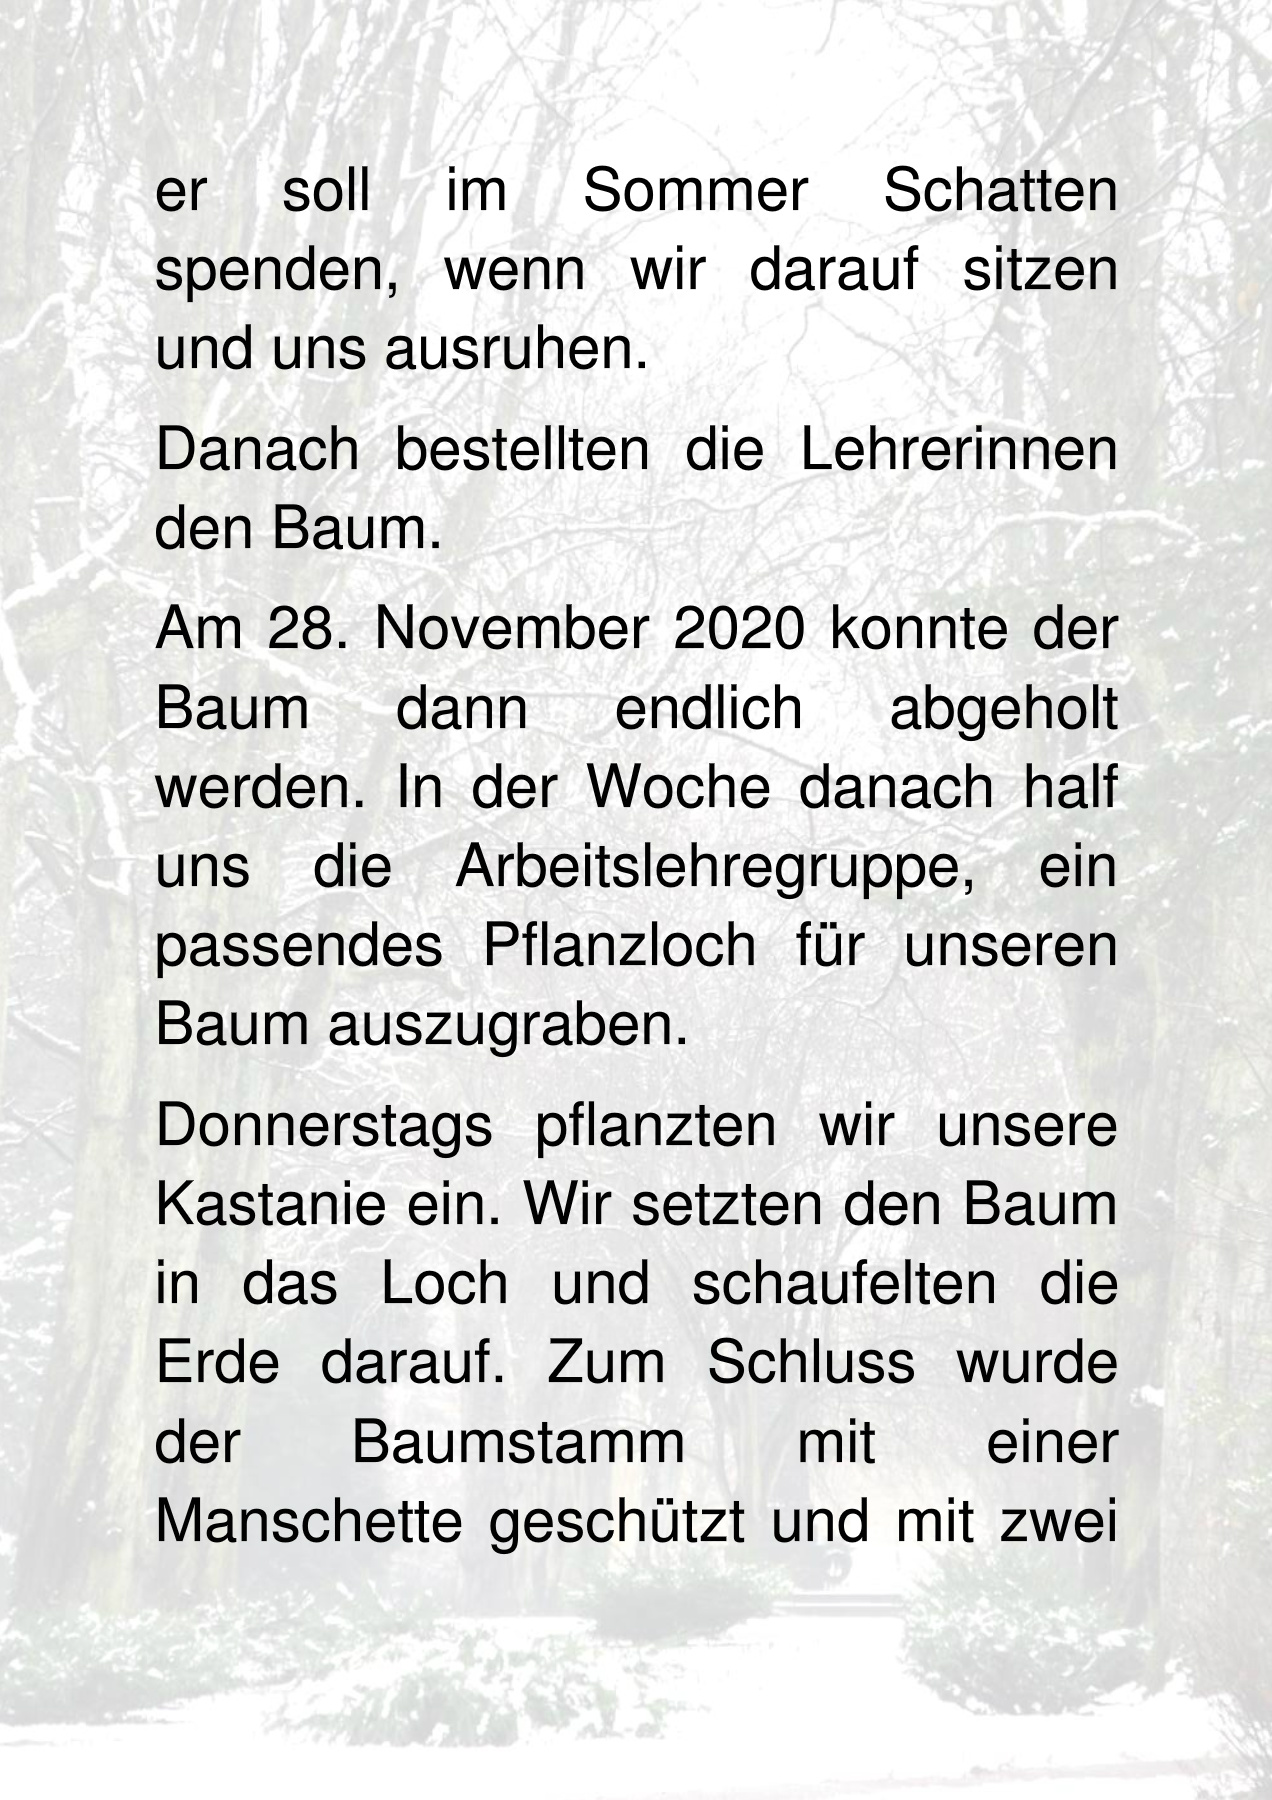 er soll im Sommer Schatten
spenden, wenn wir darauf sitzen
und uns ausruhen.
Danach bestellten die Lehrerinnen
den Baum.
Am 28. November 2020 konnte der
Baum dann endlich abgeholt
werden. In der Woche danach half
uns die Arbeitslehregruppe, ein
passendes Pflanzloch für unseren
Baum auszugraben.
Donnerstags pflanzten wir unsere
Kastanie ein. Wir setzten den Baum
in das Loch und schaufelten die
Erde darauf. Zum Schluss wurde
der Baumstamm mit einer
Manschette geschützt und mit zwei